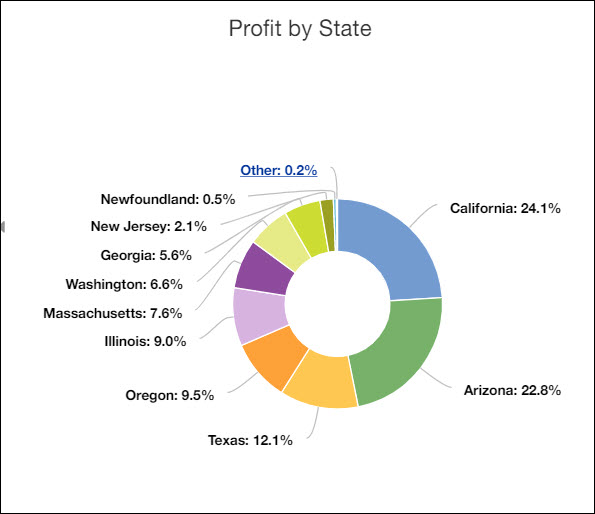 Profit by State
Other: 0.2%
Newfoundland: 0.5%
California: 24.1%
New Jersey: 2.1%
Georgia: 5.6%
Washington: 6.6%
Massachusetts: 7.6%
Illinois: 9.0%
Arizona: 22.8%
Oregon: 9.5%
Texas: 12.1%